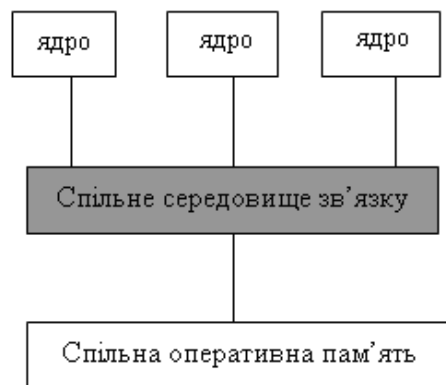 ядро ядро ядро
Спільне середовище зв’язку
Спільна оперативна пам’ять